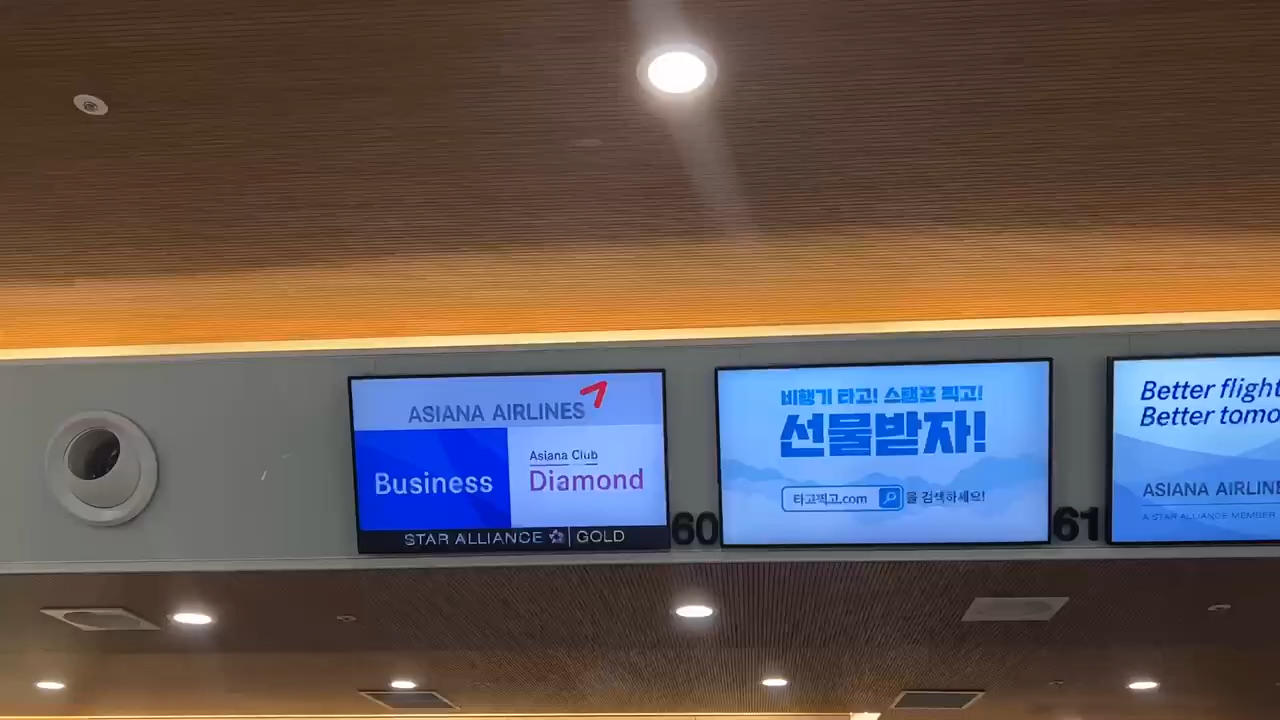 ASIANA AIRLINES
Business
Asiana Club
Diamond
STAR ALLIANCE GOLD
60
비행기 타고! 스탬프 찍고!
선물받자!
타고찍고.com 을 검색하세요!
61
Better flight
Better tomo
ASIANA AIRLINE
A STAR ALLIANCE MEMBER